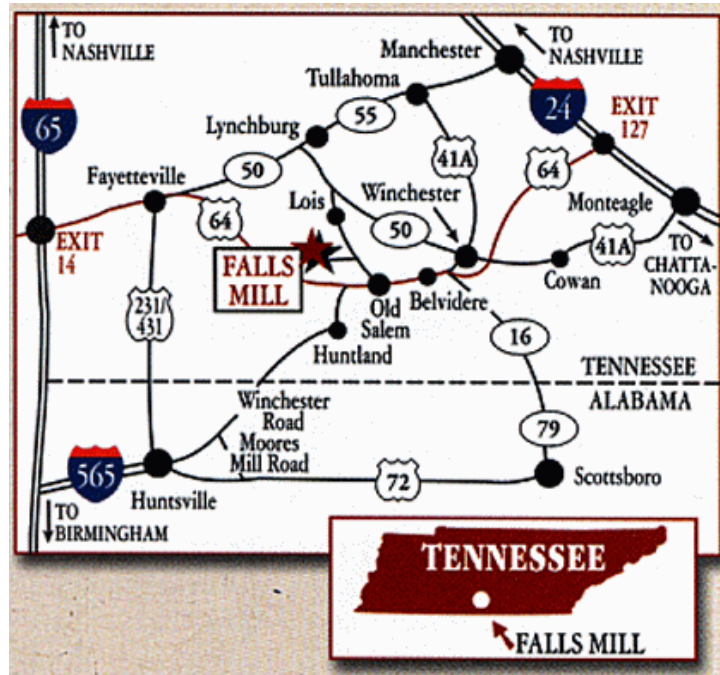 TO
NASHVILLE
65
EXIT
14
TO
NASHVILLE
Manchester
24
EXIT
127
Tullahoma
55
Lynchburg
41A
50
64
Fayetteville
Winchester
Monteagle
Lois
64
50
41A
TO
CHATTA-
NOOGA
FALLS
MILL
Cowan
Belvidere
Old
Salem
231/
431
16
Huntland
TENNESSEE
ALABAMA
Winchester
Road
Moores
Mill Road
79
565
Huntsville
72
Scottsboro
TO
BIRMINGHAM
TENNESSEE
FALLS MILL